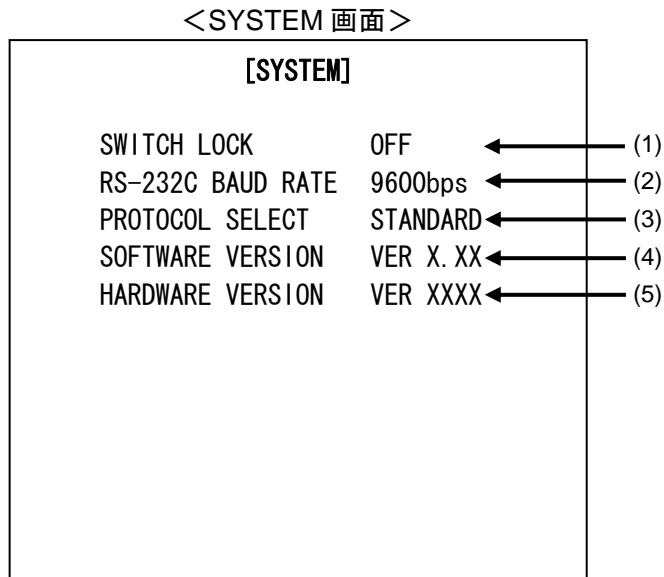 ＜SYSTEM 画面＞
[SYSTEM]
SWITCH LOCK OFF (1)
RS-232C BAUD RATE 9600bps (2)
PROTOCOL SELECT STANDARD (3)
SOFTWARE VERSION VER X.XX (4)
HARDWARE VERSION VER XXXX (5)